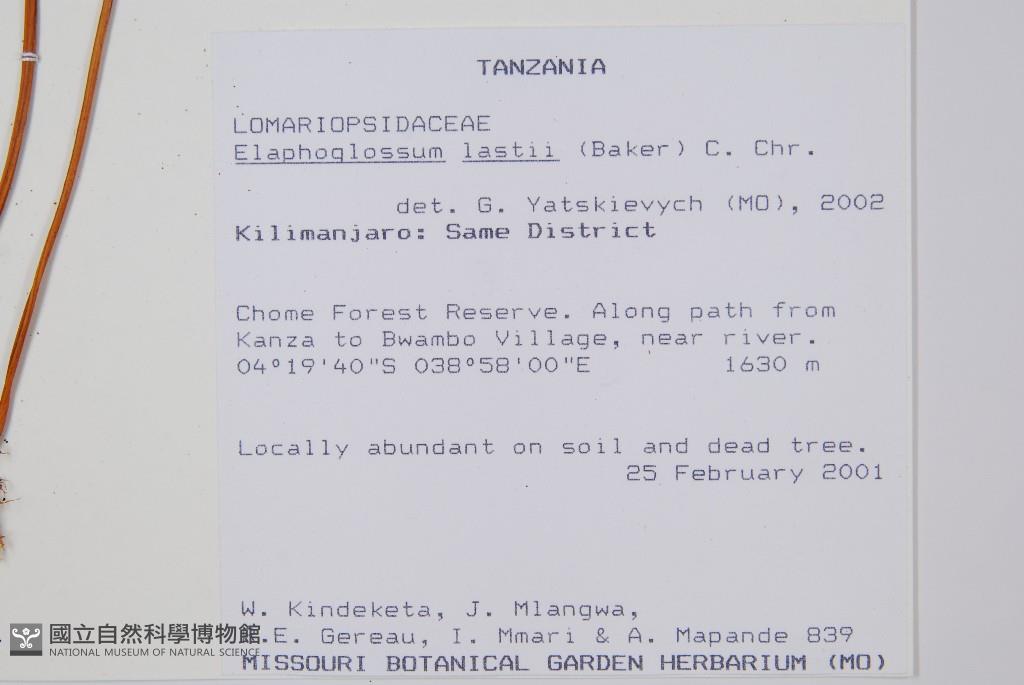 TANZANIA
LOMARIOPSIDACEAE
Elaphoglossum lastii (Baker) C. Chr.
det. G. Yatskievych (MO), 2002
Kilimanjaro: Same District
Chome Forest Reserve. Along path from
Kanza to Bwambo Village, near river.
04°19'40"S 038°58'00"E 1630 m
Locally abundant on soil and dead tree.
25 February 2001
W. Kindeketa, J. Mlangwa,
.E. Gereau, I. Mmari & A. Mapande 839
MISSOURI BOTANICAL GARDEN HERBARIUM (MO)
國立自然科學博物館
NATIONAL MUSEUM OF NATURAL SCIENCE